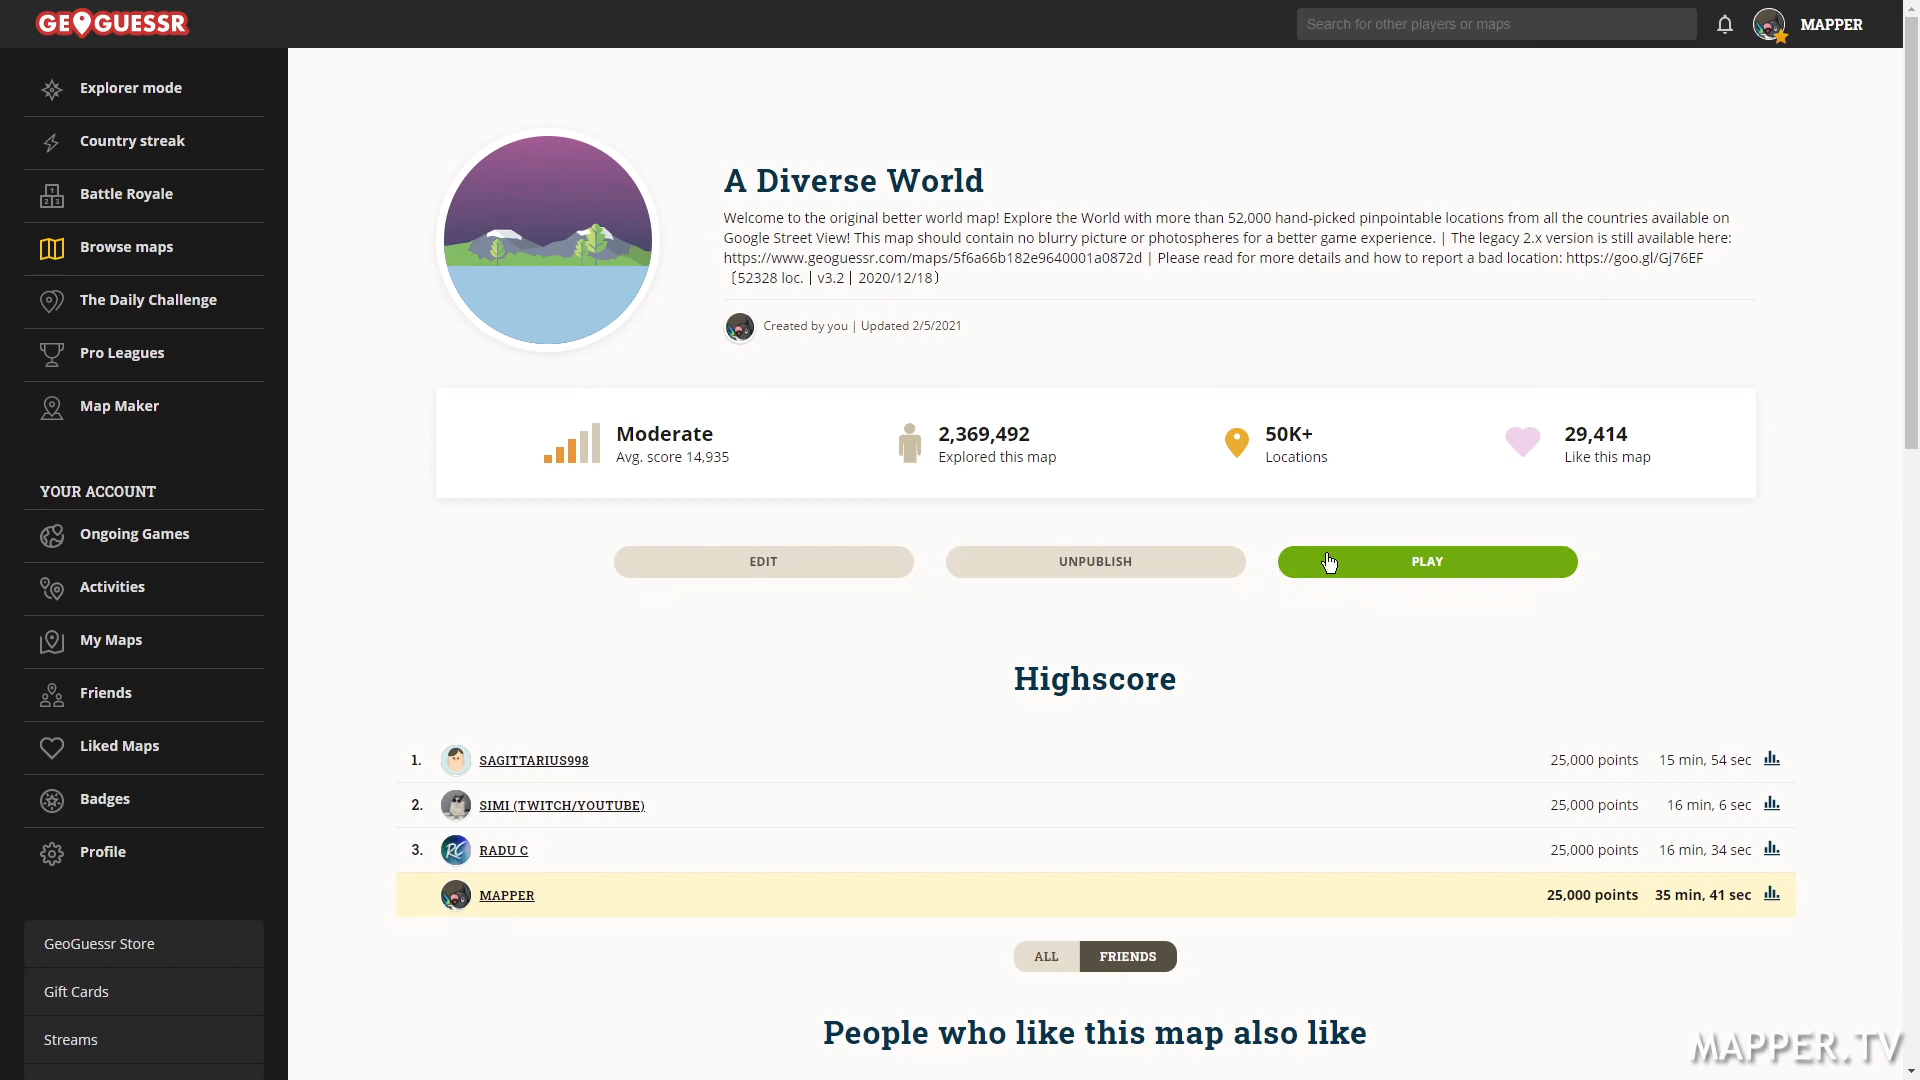 GEOGUESSR
Search for other players or maps
MAPPER
Explorer mode
Country streak
Battle Royale
Browse maps
The Daily Challenge
Pro Leagues
Map Maker
YOUR ACCOUNT
Ongoing Games
Activities
My Maps
Friends
Liked Maps
Badges
Profile
GeoGuessr Store
Gift Cards
Streams
A Diverse World
Welcome to the original better world map! Explore the World with more than 52,000 hand-picked pinpointable locations from all the countries available on
Google Street View! This map should contain no blurry picture or photospheres for a better game experience. | The legacy 2.x version is still available here:
https://www.geoguessr.com/maps/5f6a66b182e9640001a0872d | Please read for more details and how to report a bad location: https://goo.gl/Gj76EF
〔52328 loc. | v3.2 | 2020/12/18〕
Created by you | Updated 2/5/2021
Moderate
Avg. score 14,935
2,369,492
Explored this map
50K+
Locations
29,414
Like this map
EDIT
UNPUBLISH
PLAY
Highscore
1. SAGITTARIUS998 25,000 points 15 min, 54 sec
2. SIMI (TWITCH/YOUTUBE) 25,000 points 16 min, 6 sec
3. RC RADU C 25,000 points 16 min, 34 sec
MAPPER 25,000 points 35 min, 41 sec
ALL FRIENDS
People who like this map also like
MAPPER.TV